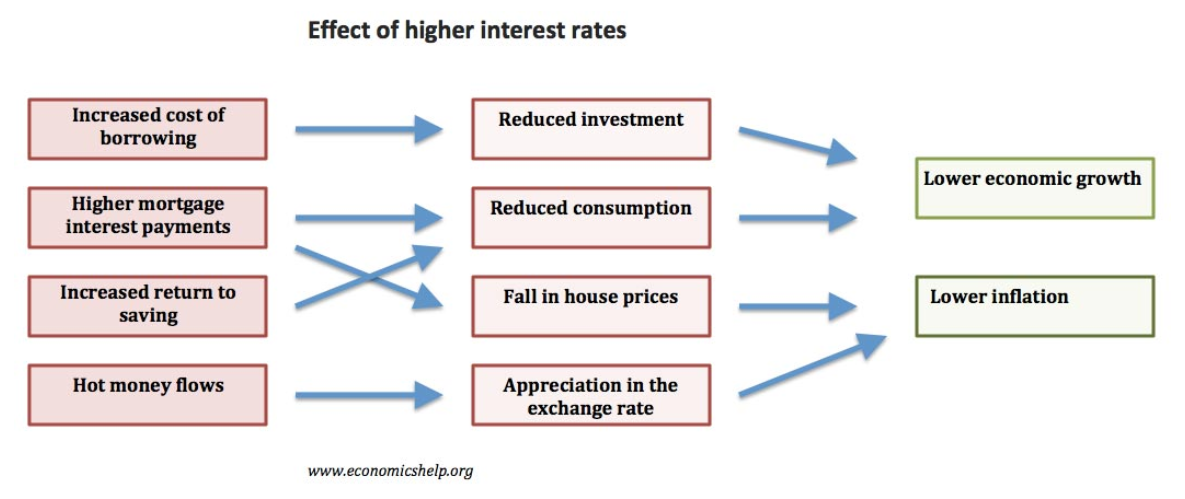 Effect of higher interest rates
Increased cost of
borrowing
Reduced investment
Lower economic growth
Higher mortgage
interest payments
Reduced consumption
Increased return to
saving
Fall in house prices
Lower inflation
Hot money flows
Appreciation in the
exchange rate
www.economicshelp.org